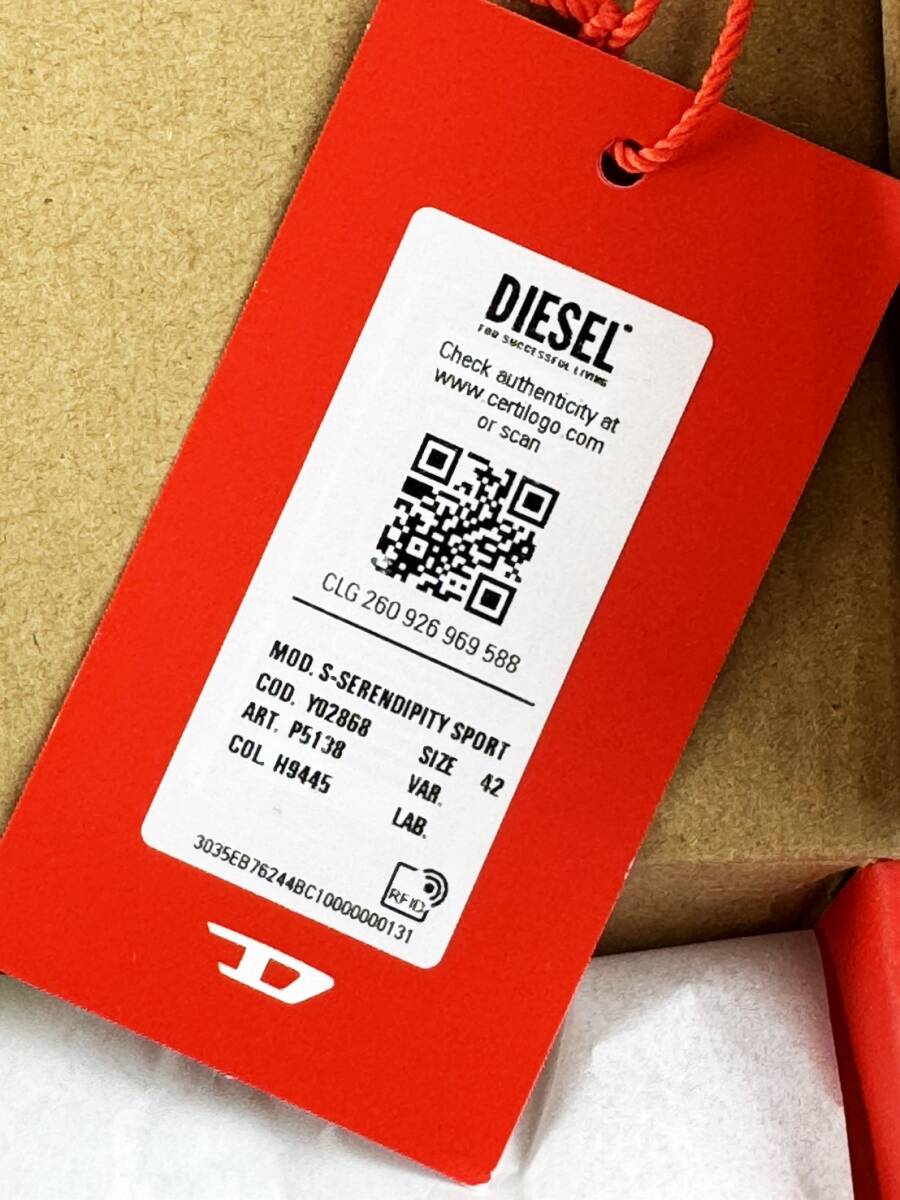 DIESEL
FOR SUCCESSFUL LIVING
Check authenticity at
www.certilogo.com
or scan
CLG 260 926 969 588
MOD. S-SERENDIPITY SPORT
COD. Y02868 SIZE 42
ART. P5138 VAR.
COL. H9445 LAB.
3035EB76244BC10000000131
RFID
D